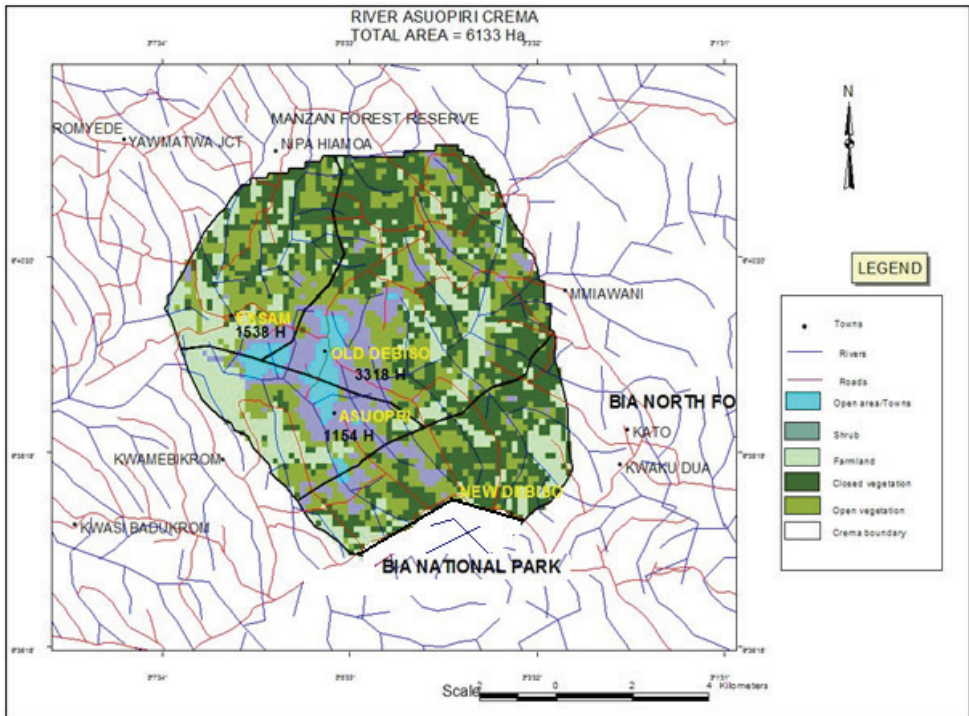 RIVER ASUOPIRI CREMA
TOTAL AREA = 6133 Ha
N
MANZAN FOREST RESERVE
ROMYEDE
YAWMATWA JCT
NIPA HIAMOA
LEGEND
MMIAWANI
1538 H
OLD DEBISO
3318 H
ASUOPRI
1154 H
BIA NORTH FO
KATO
KWAKU DUA
KWAMEBIKROM
NEW DEBISO
KWASI BADUKROM
BIA NATIONAL PARK
Towns
Rivers
Roads
Open area/Towns
Shrub
Farmland
Closed vegetation
Open vegetation
Crema boundary
Scale
2 0 2 4 Kilometers